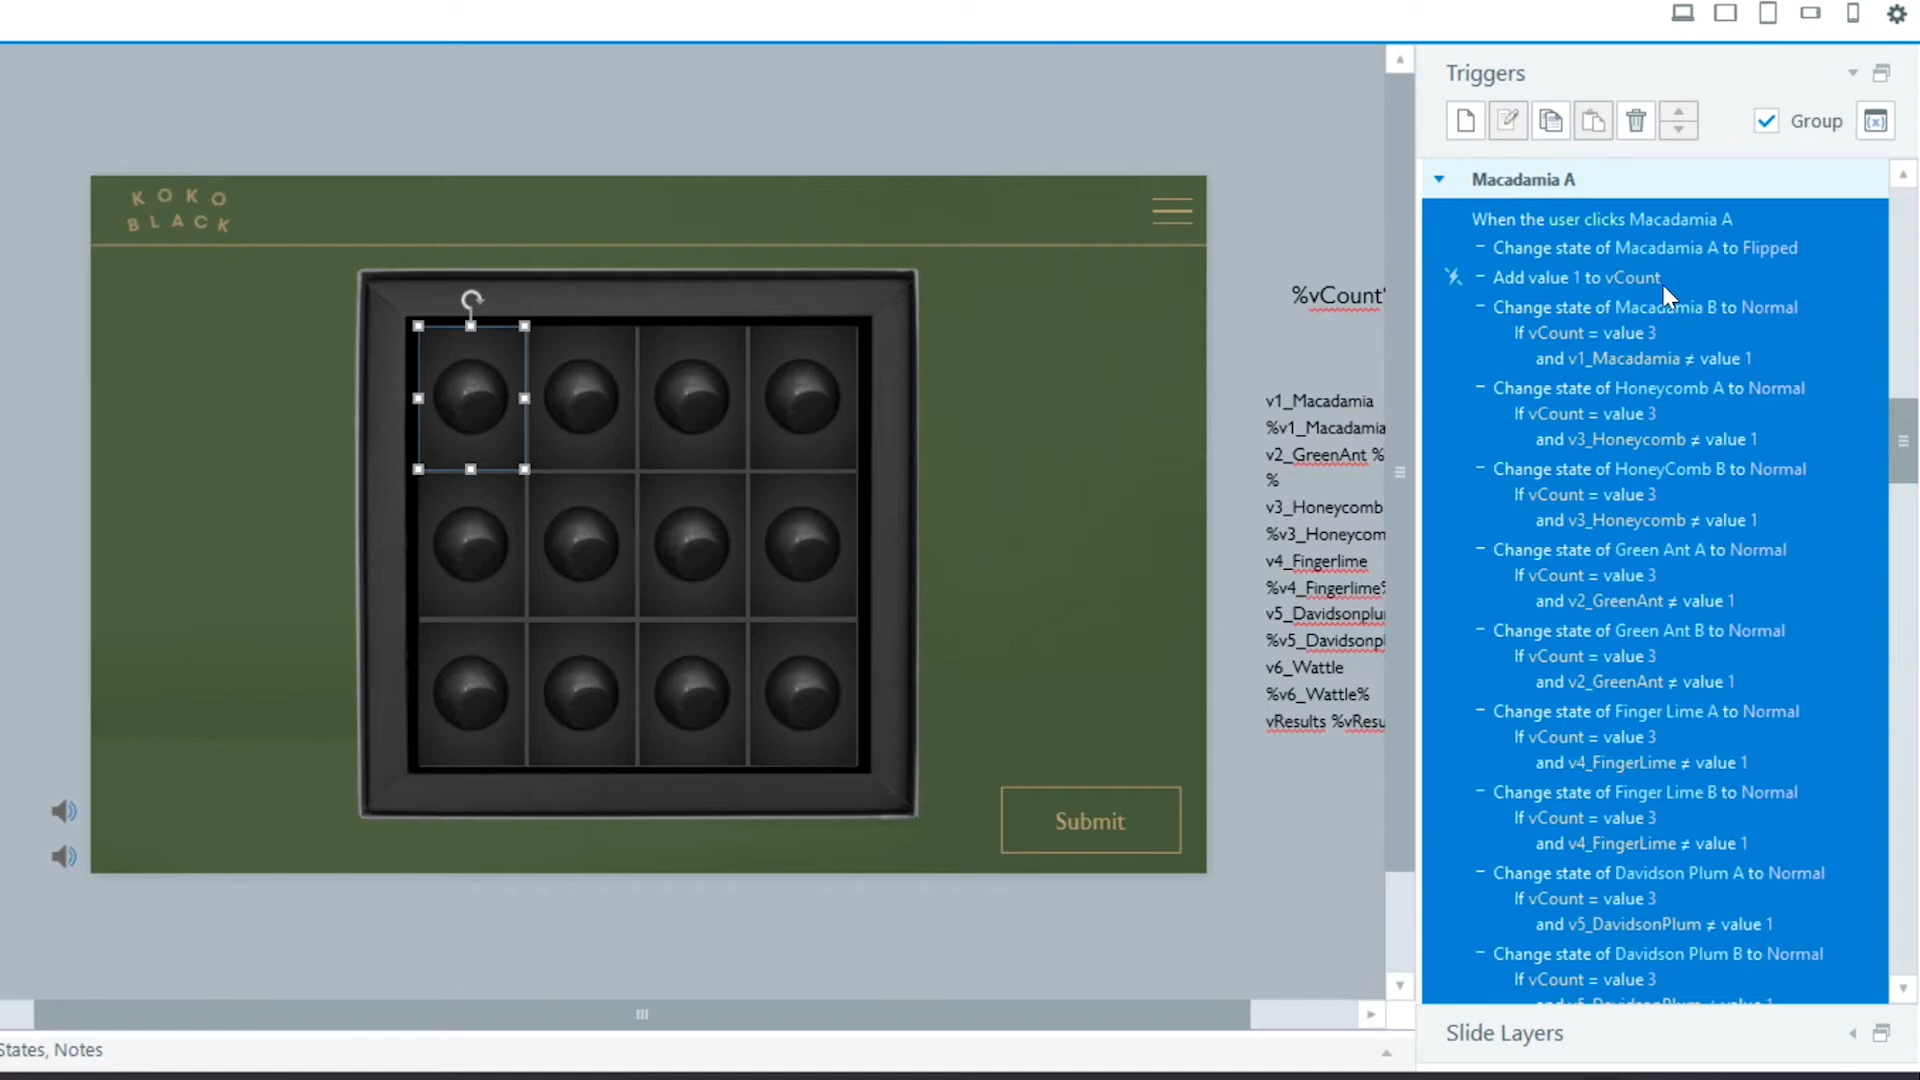 Triggers
Group
KOKO
BLACK
%vCount
v1_Macadamia
%v1_Macadamia
v2_GreenAnt %
%
v3_Honeycomb
%v3_Honeycom
v4_Fingerlime
%v4_Fingerlime%
v5_Davidsonplu
%v5_Davidsonp
v6_Wattle
%v6_Wattle%
vResults %vResu
Submit
Macadamia A
When the user clicks Macadamia A
− Change state of Macadamia A to Flipped
− Add value 1 to vCount
− Change state of Macadamia B to Normal
If vCount = value 3
and v1_Macadamia ≠ value 1
− Change state of Honeycomb A to Normal
If vCount = value 3
and v3_Honeycomb ≠ value 1
− Change state of HoneyComb B to Normal
If vCount = value 3
and v3_Honeycomb ≠ value 1
− Change state of Green Ant A to Normal
If vCount = value 3
and v2_GreenAnt ≠ value 1
− Change state of Green Ant B to Normal
If vCount = value 3
and v2_GreenAnt ≠ value 1
− Change state of Finger Lime A to Normal
If vCount = value 3
and v4_FingerLime ≠ value 1
− Change state of Finger Lime B to Normal
If vCount = value 3
and v4_FingerLime ≠ value 1
− Change state of Davidson Plum A to Normal
If vCount = value 3
and v5_DavidsonPlum ≠ value 1
− Change state of Davidson Plum B to Normal
If vCount = value 3
and v5_DavidsonPlum ≠ value 1
Slide Layers
States, Notes